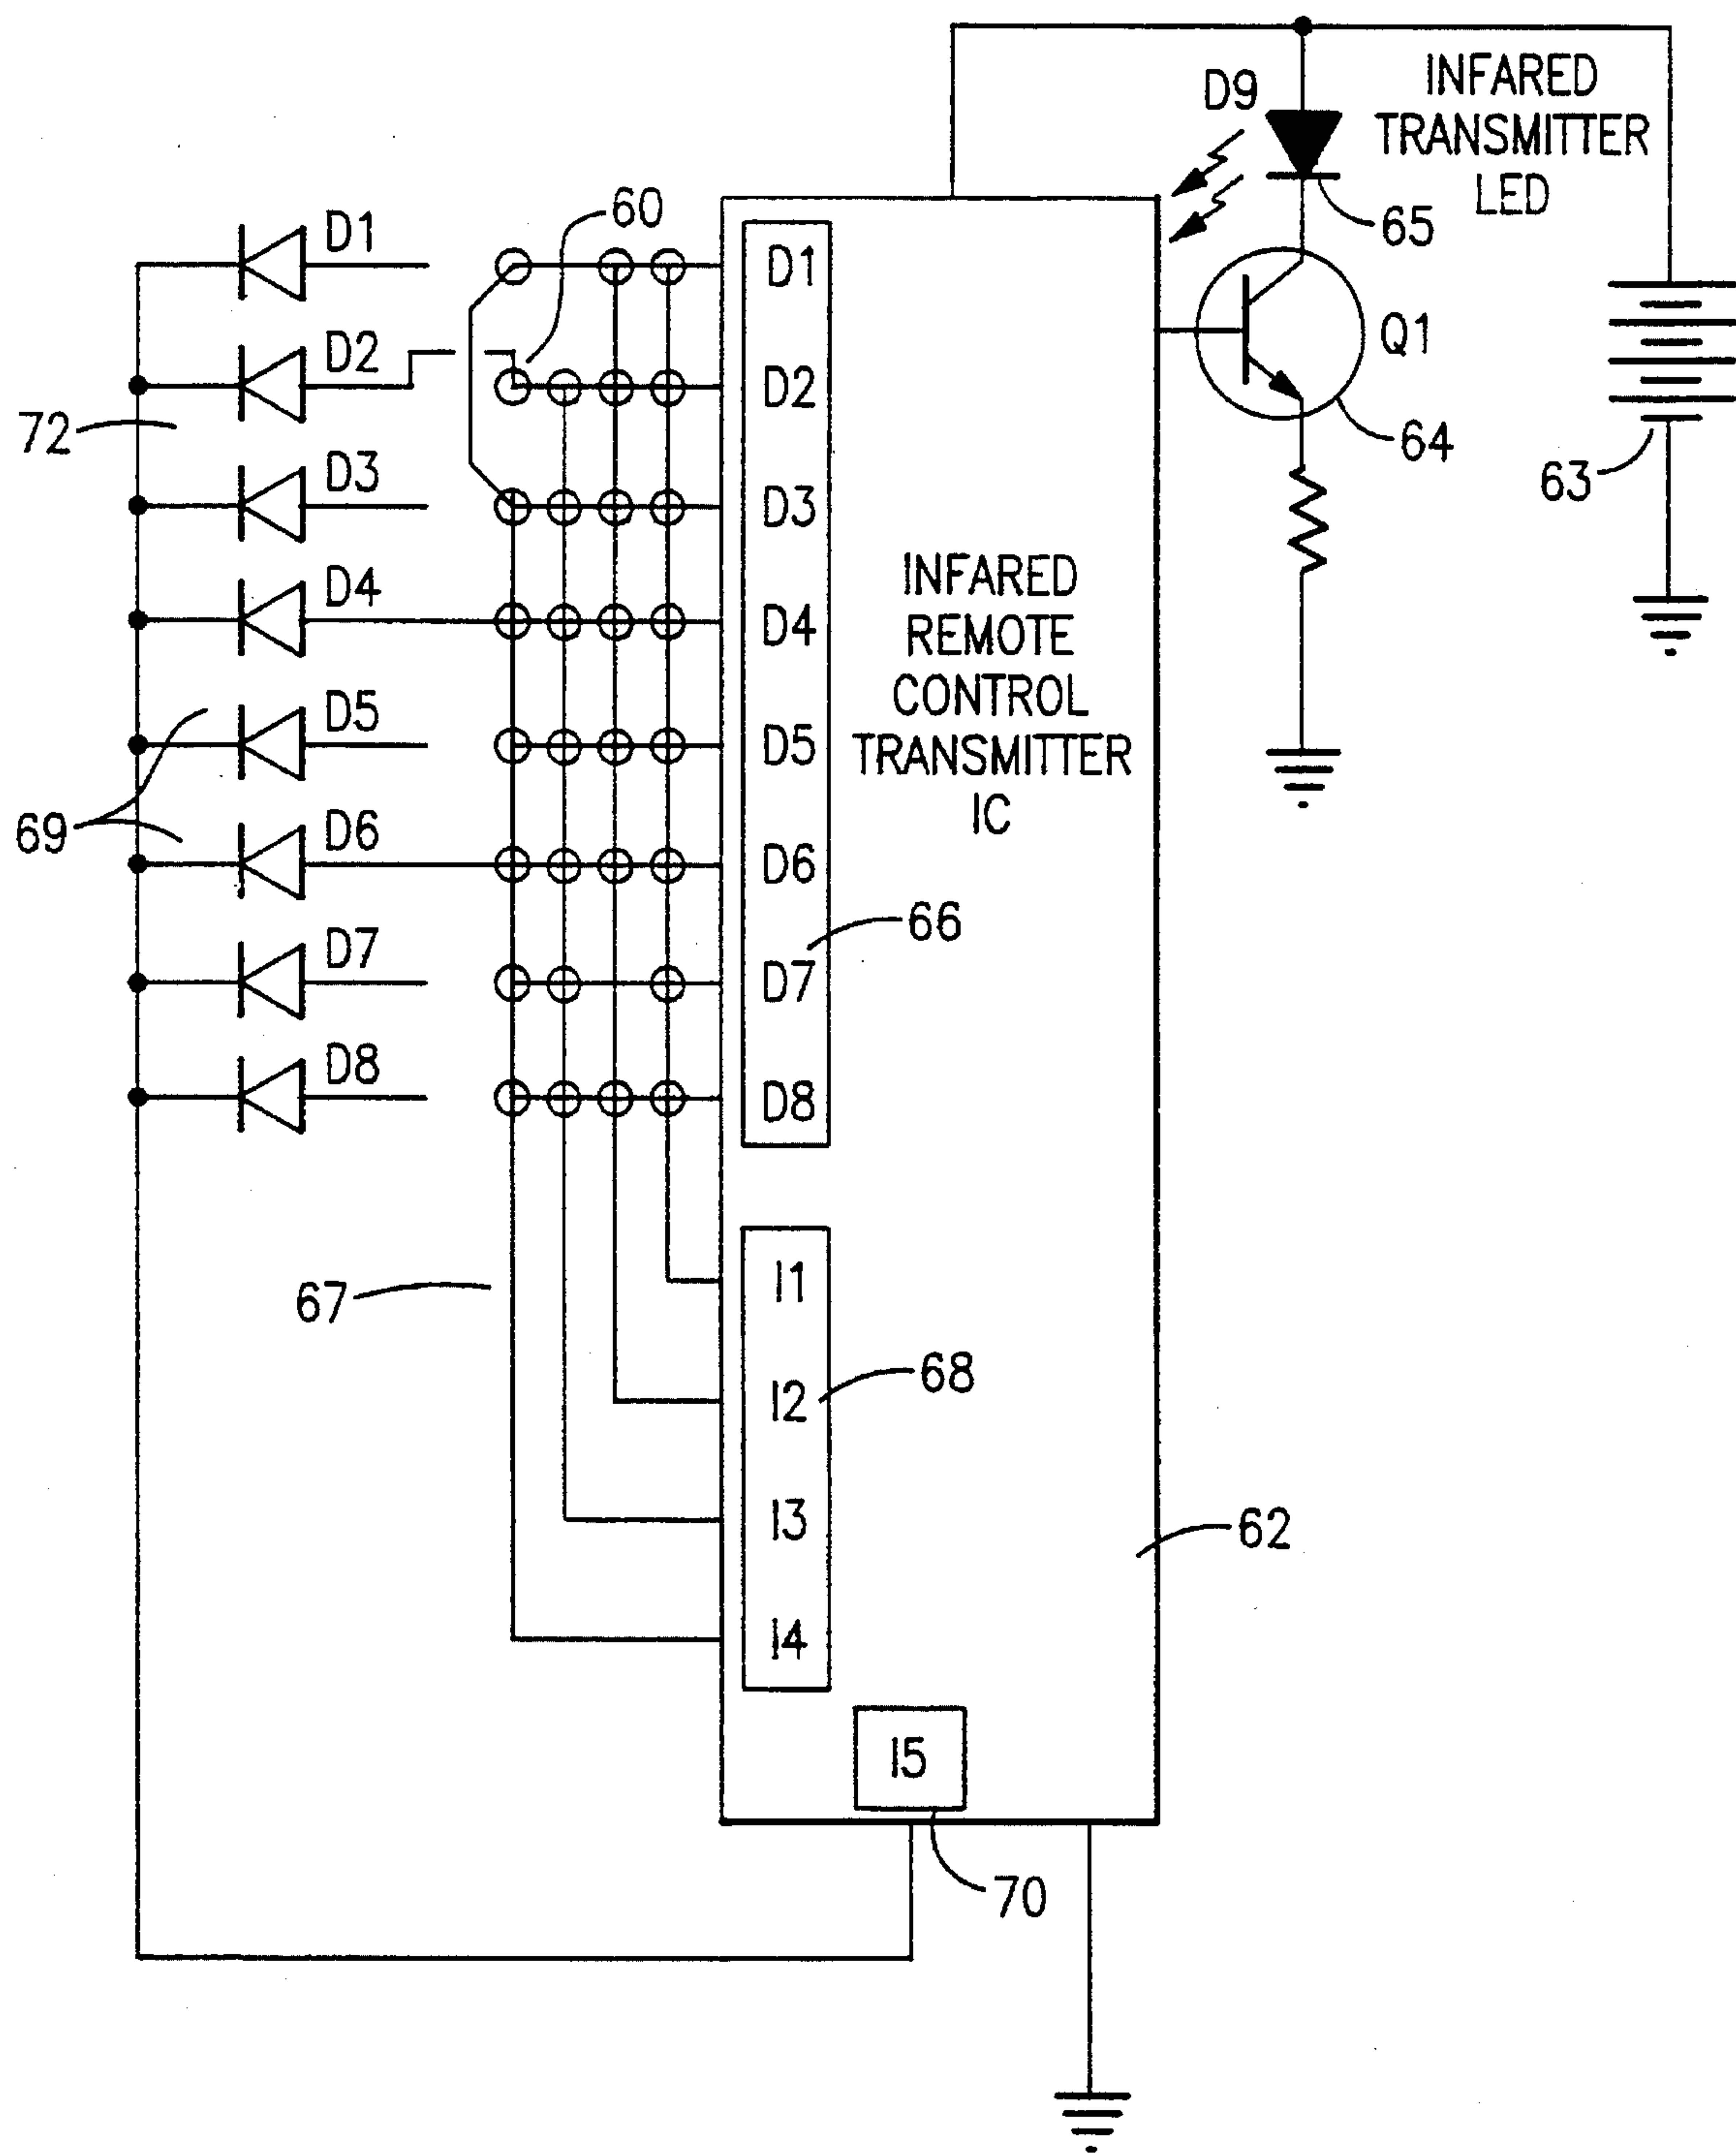 D9
INFARED
TRANSMITTER
LED
65
60
D1
D1
D2
D2
Q1
72
64
63
D3
D3
INFARED
REMOTE
CONTROL
TRANSMITTER
IC
D4
D4
D5
D5
69
D6
D6
66
D7
D7
D8
D8
67
I1
68
I2
I3
62
I4
I5
70